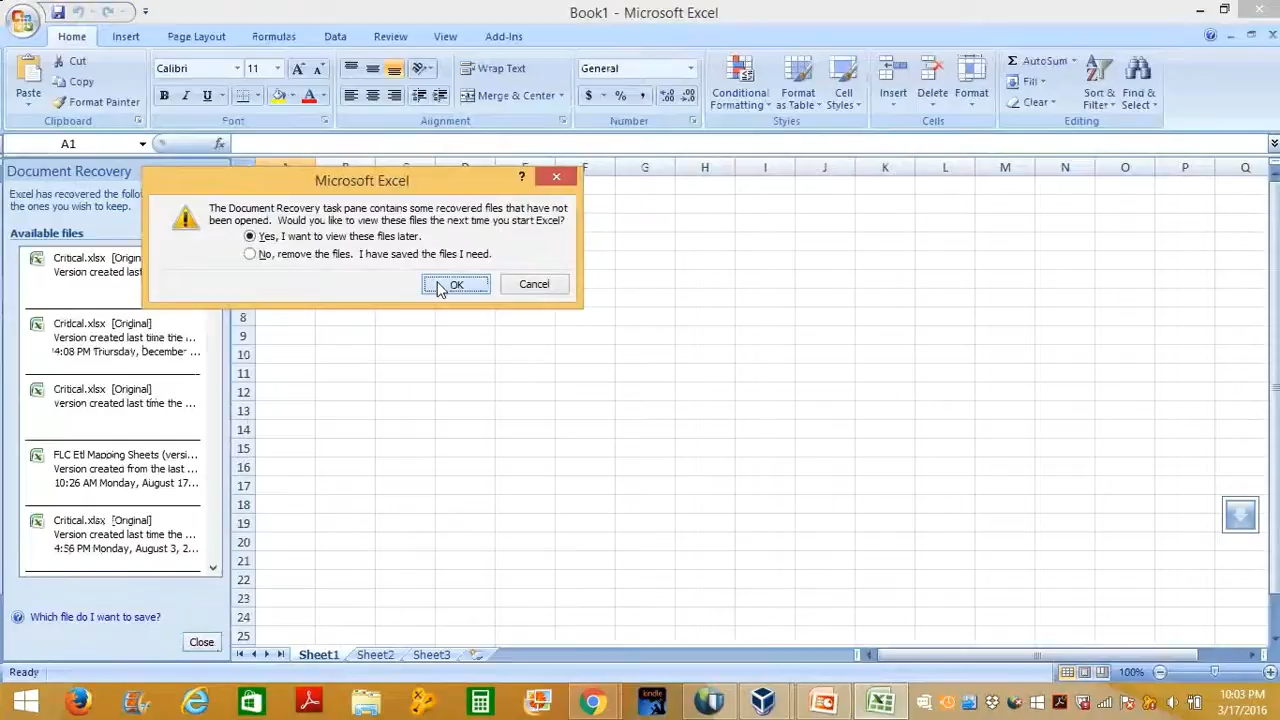 Book1 - Microsoft Excel
Home Insert Page Layout Formulas Data Review View Add-Ins
Cut
Copy
Format Painter
Paste
Clipboard
Calibri 11
B I U
Font
Wrap Text
Merge & Center
Alignment
General
$ % ,
Number
Conditional Formatting
Format as Table
Cell Styles
Styles
Insert Delete Format
Cells
Σ AutoSum
Fill
Clear
Sort & Filter
Find & Select
Editing
A1
fx
Document Recovery
Excel has recovered the follo
the ones you wish to keep.
Available files
Critical.xlsx [Origin
Version created last
Critical.xlsx [Original]
Version created last time the ...
4:08 PM Thursday, December ...
Critical.xlsx [Original]
Version created last time the ...
FLC Etl Mapping Sheets (versi...
Version created from the last ...
10:26 AM Monday, August 17...
Critical.xlsx [Original]
Version created last time the ...
4:56 PM Monday, August 3, 2...
Which file do I want to save?
Close
Microsoft Excel
?
The Document Recovery task pane contains some recovered files that have not
been opened. Would you like to view these files the next time you start Excel?
Yes, I want to view these files later.
No, remove the files. I have saved the files I need.
OK Cancel
G H I J K L M N O P Q
8
9
10
11
12
13
14
15
16
17
18
19
20
21
22
23
24
25
Sheet1 Sheet2 Sheet3
Ready
100%
kindle
10:03 PM
3/17/2016